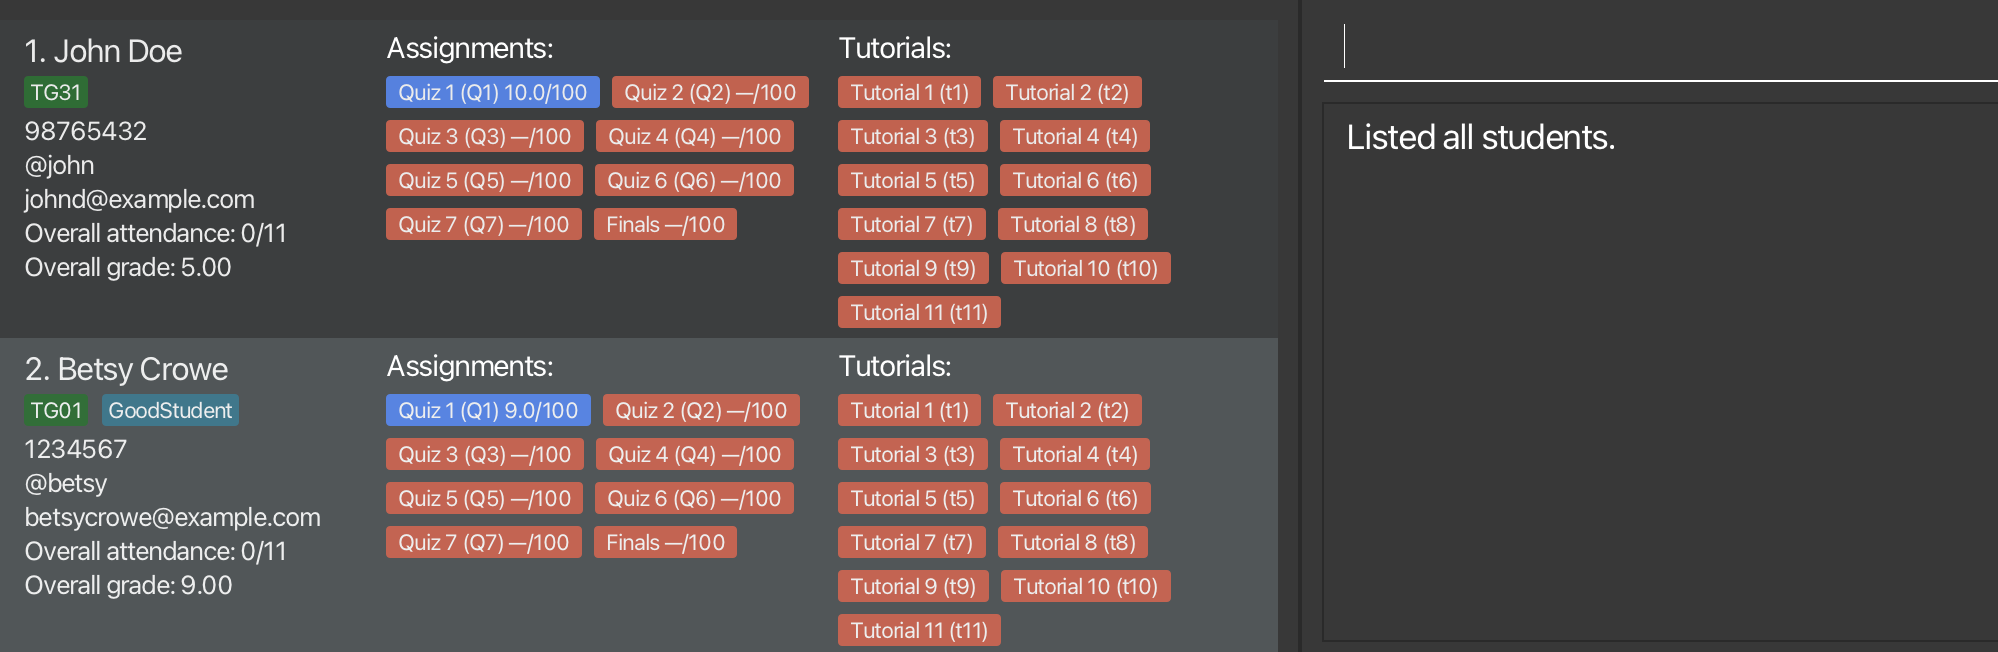 1. John Doe
TG31
98765432
@john
johnd@example.com
Overall attendance: 0/11
Overall grade: 5.00
Assignments:
Quiz 1 (Q1) 10.0/100 Quiz 2 (Q2) —/100
Quiz 3 (Q3) —/100 Quiz 4 (Q4) —/100
Quiz 5 (Q5) —/100 Quiz 6 (Q6) —/100
Quiz 7 (Q7) —/100 Finals —/100
Tutorials:
Tutorial 1 (t1) Tutorial 2 (t2)
Tutorial 3 (t3) Tutorial 4 (t4)
Tutorial 5 (t5) Tutorial 6 (t6)
Tutorial 7 (t7) Tutorial 8 (t8)
Tutorial 9 (t9) Tutorial 10 (t10)
Tutorial 11 (t11)
2. Betsy Crowe
TG01 GoodStudent
1234567
@betsy
betsycrowe@example.com
Overall attendance: 0/11
Overall grade: 9.00
Assignments:
Quiz 1 (Q1) 9.0/100 Quiz 2 (Q2) —/100
Quiz 3 (Q3) —/100 Quiz 4 (Q4) —/100
Quiz 5 (Q5) —/100 Quiz 6 (Q6) —/100
Quiz 7 (Q7) —/100 Finals —/100
Tutorials:
Tutorial 1 (t1) Tutorial 2 (t2)
Tutorial 3 (t3) Tutorial 4 (t4)
Tutorial 5 (t5) Tutorial 6 (t6)
Tutorial 7 (t7) Tutorial 8 (t8)
Tutorial 9 (t9) Tutorial 10 (t10)
Tutorial 11 (t11)
Listed all students.